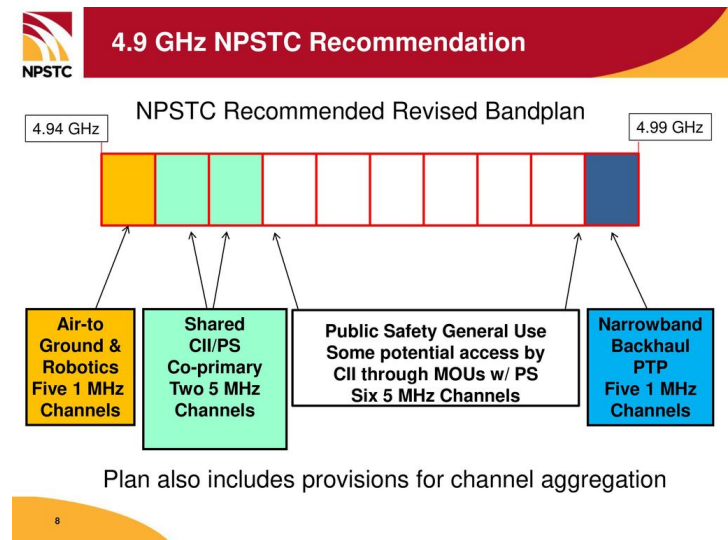 NPSTC
4.9 GHz NPSTC Recommendation
NPSTC Recommended Revised Bandplan
4.94 GHz
4.99 GHz
Air-to
Ground &
Robotics
Five 1 MHz
Channels
Shared
CII/PS
Co-primary
Two 5 MHz
Channels
Public Safety General Use
Some potential access by
CII through MOUs w/ PS
Six 5 MHz Channels
Narrowband
Backhaul
PTP
Five 1 MHz
Channels
Plan also includes provisions for channel aggregation
8